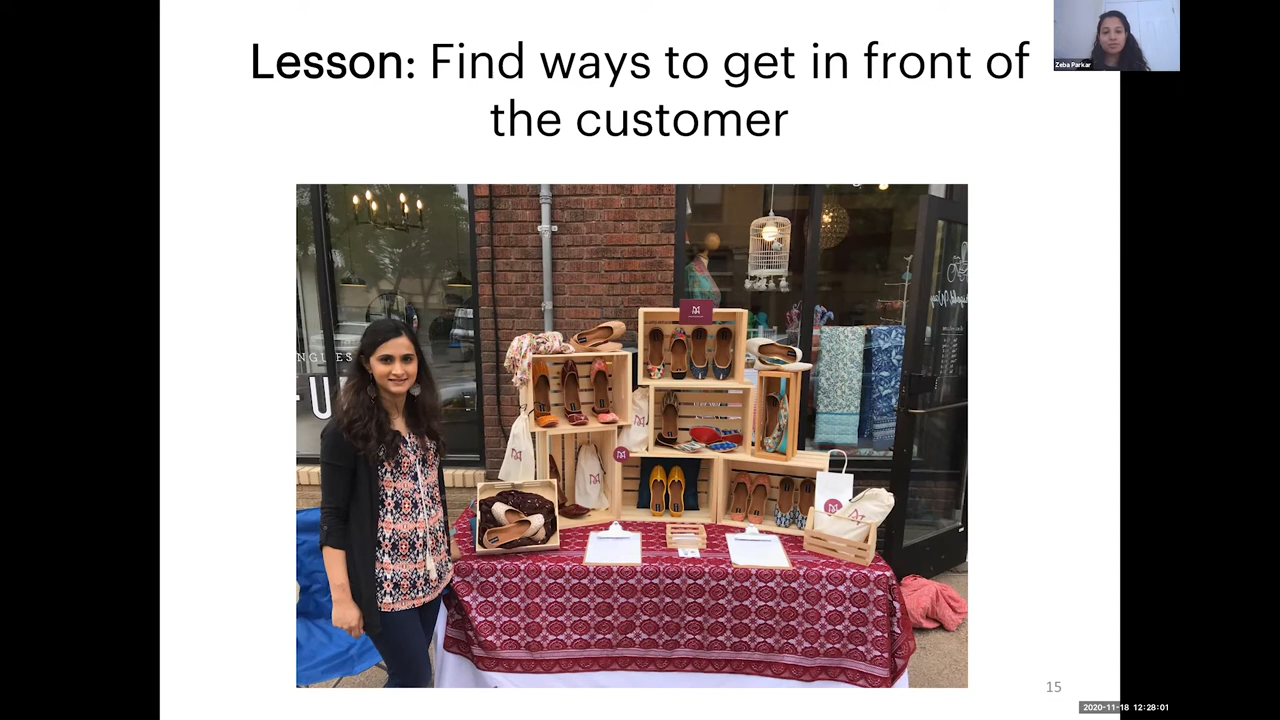 Lesson: Find ways to get in front of
the customer
Zeba Parkar
NGLES
U
15
2020-11-18 12:28:01